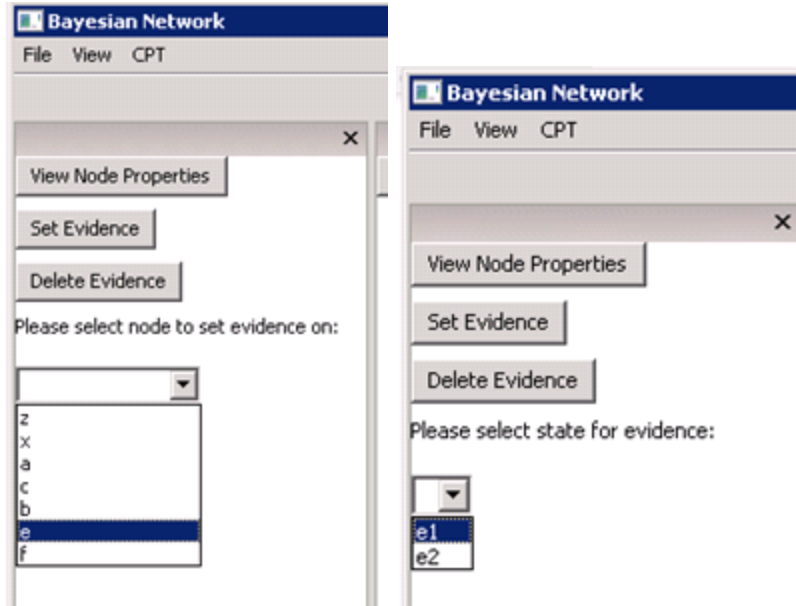 Bayesian Network
File View CPT
View Node Properties
Set Evidence
Delete Evidence
Please select node to set evidence on:
z
x
a
c
b
e
f
Bayesian Network
File View CPT
View Node Properties
Set Evidence
Delete Evidence
Please select state for evidence:
e1
e2